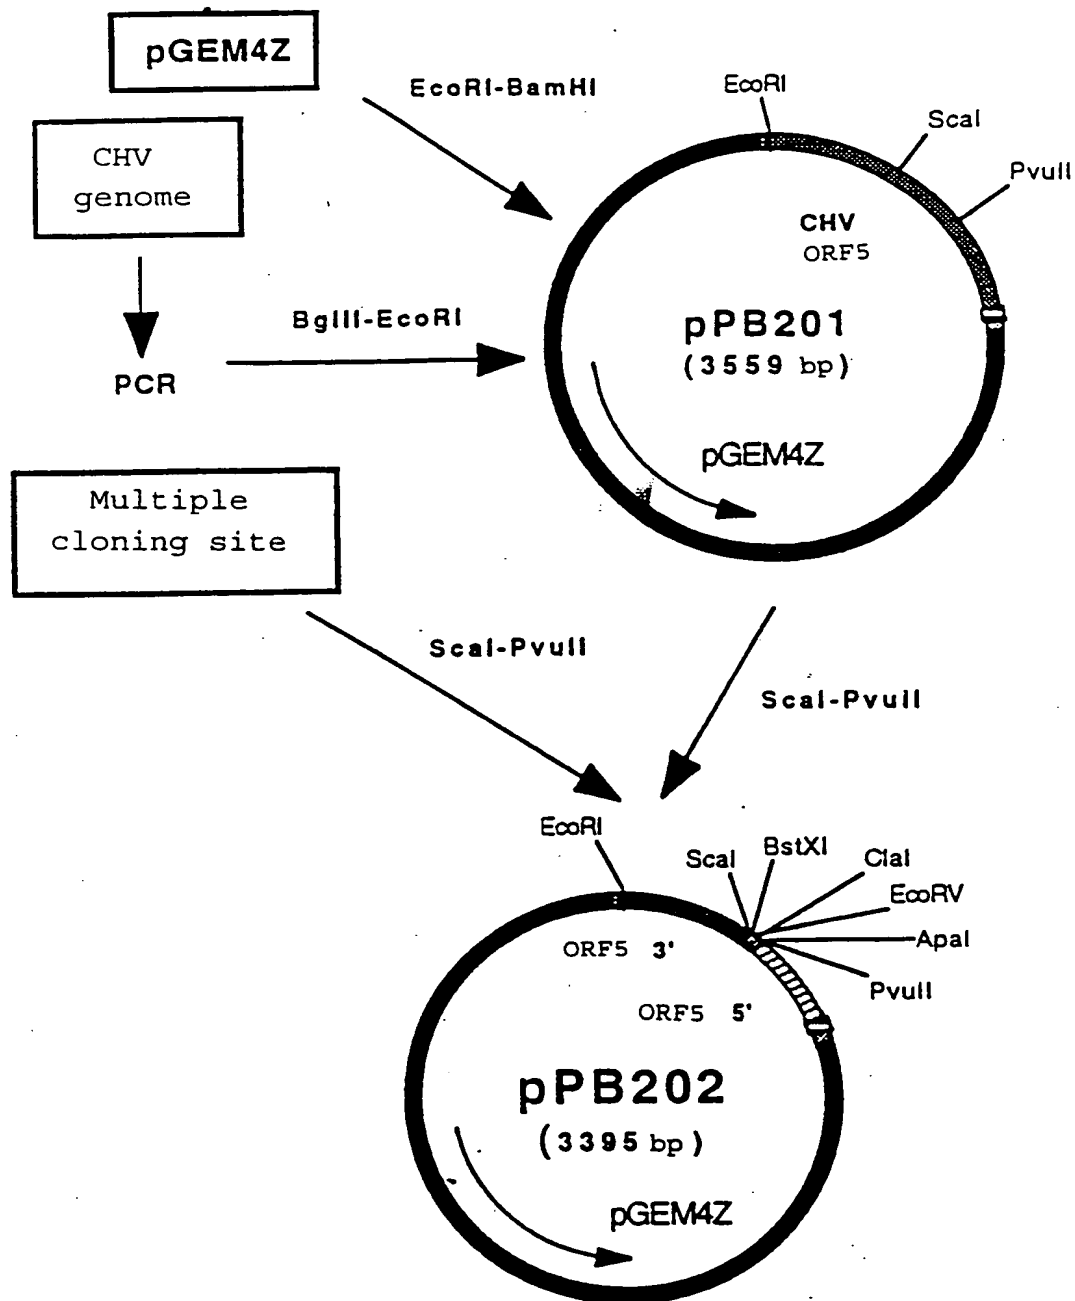 pGEM4Z
EcoRI-BamHI
CHV
genome
BglII-EcoRI
PCR
EcoRI
ScaI
PvuII
CHV
ORF5
pPB201
(3559 bp)
pGEM4Z
Multiple
cloning site
ScaI-PvuII
ScaI-PvuII
EcoRI
ScaI
BstXI
ClaI
EcoRV
ApaI
PvuII
ORF5 3'
ORF5 5'
pPB202
(3395 bp)
pGEM4Z